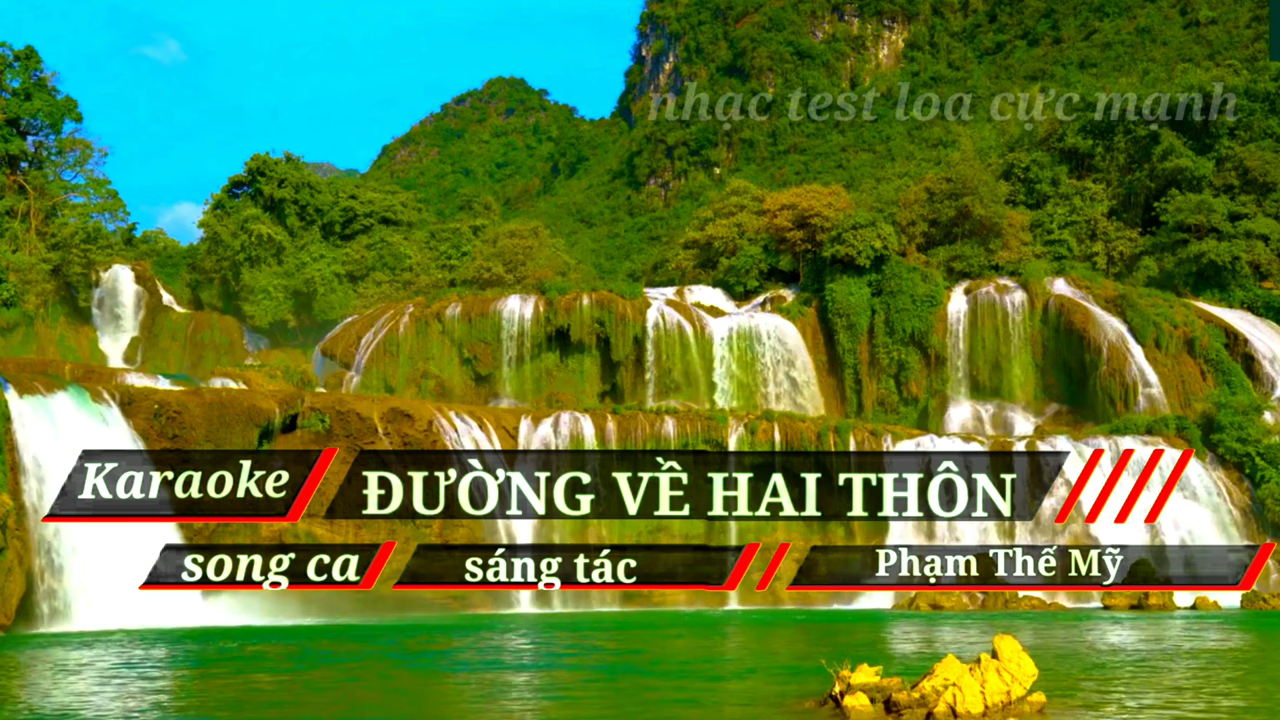 nhạc test loa cực mạnh
Karaoke ĐƯỜNG VỀ HAI THÔN
song ca sáng tác Phạm Thế Mỹ